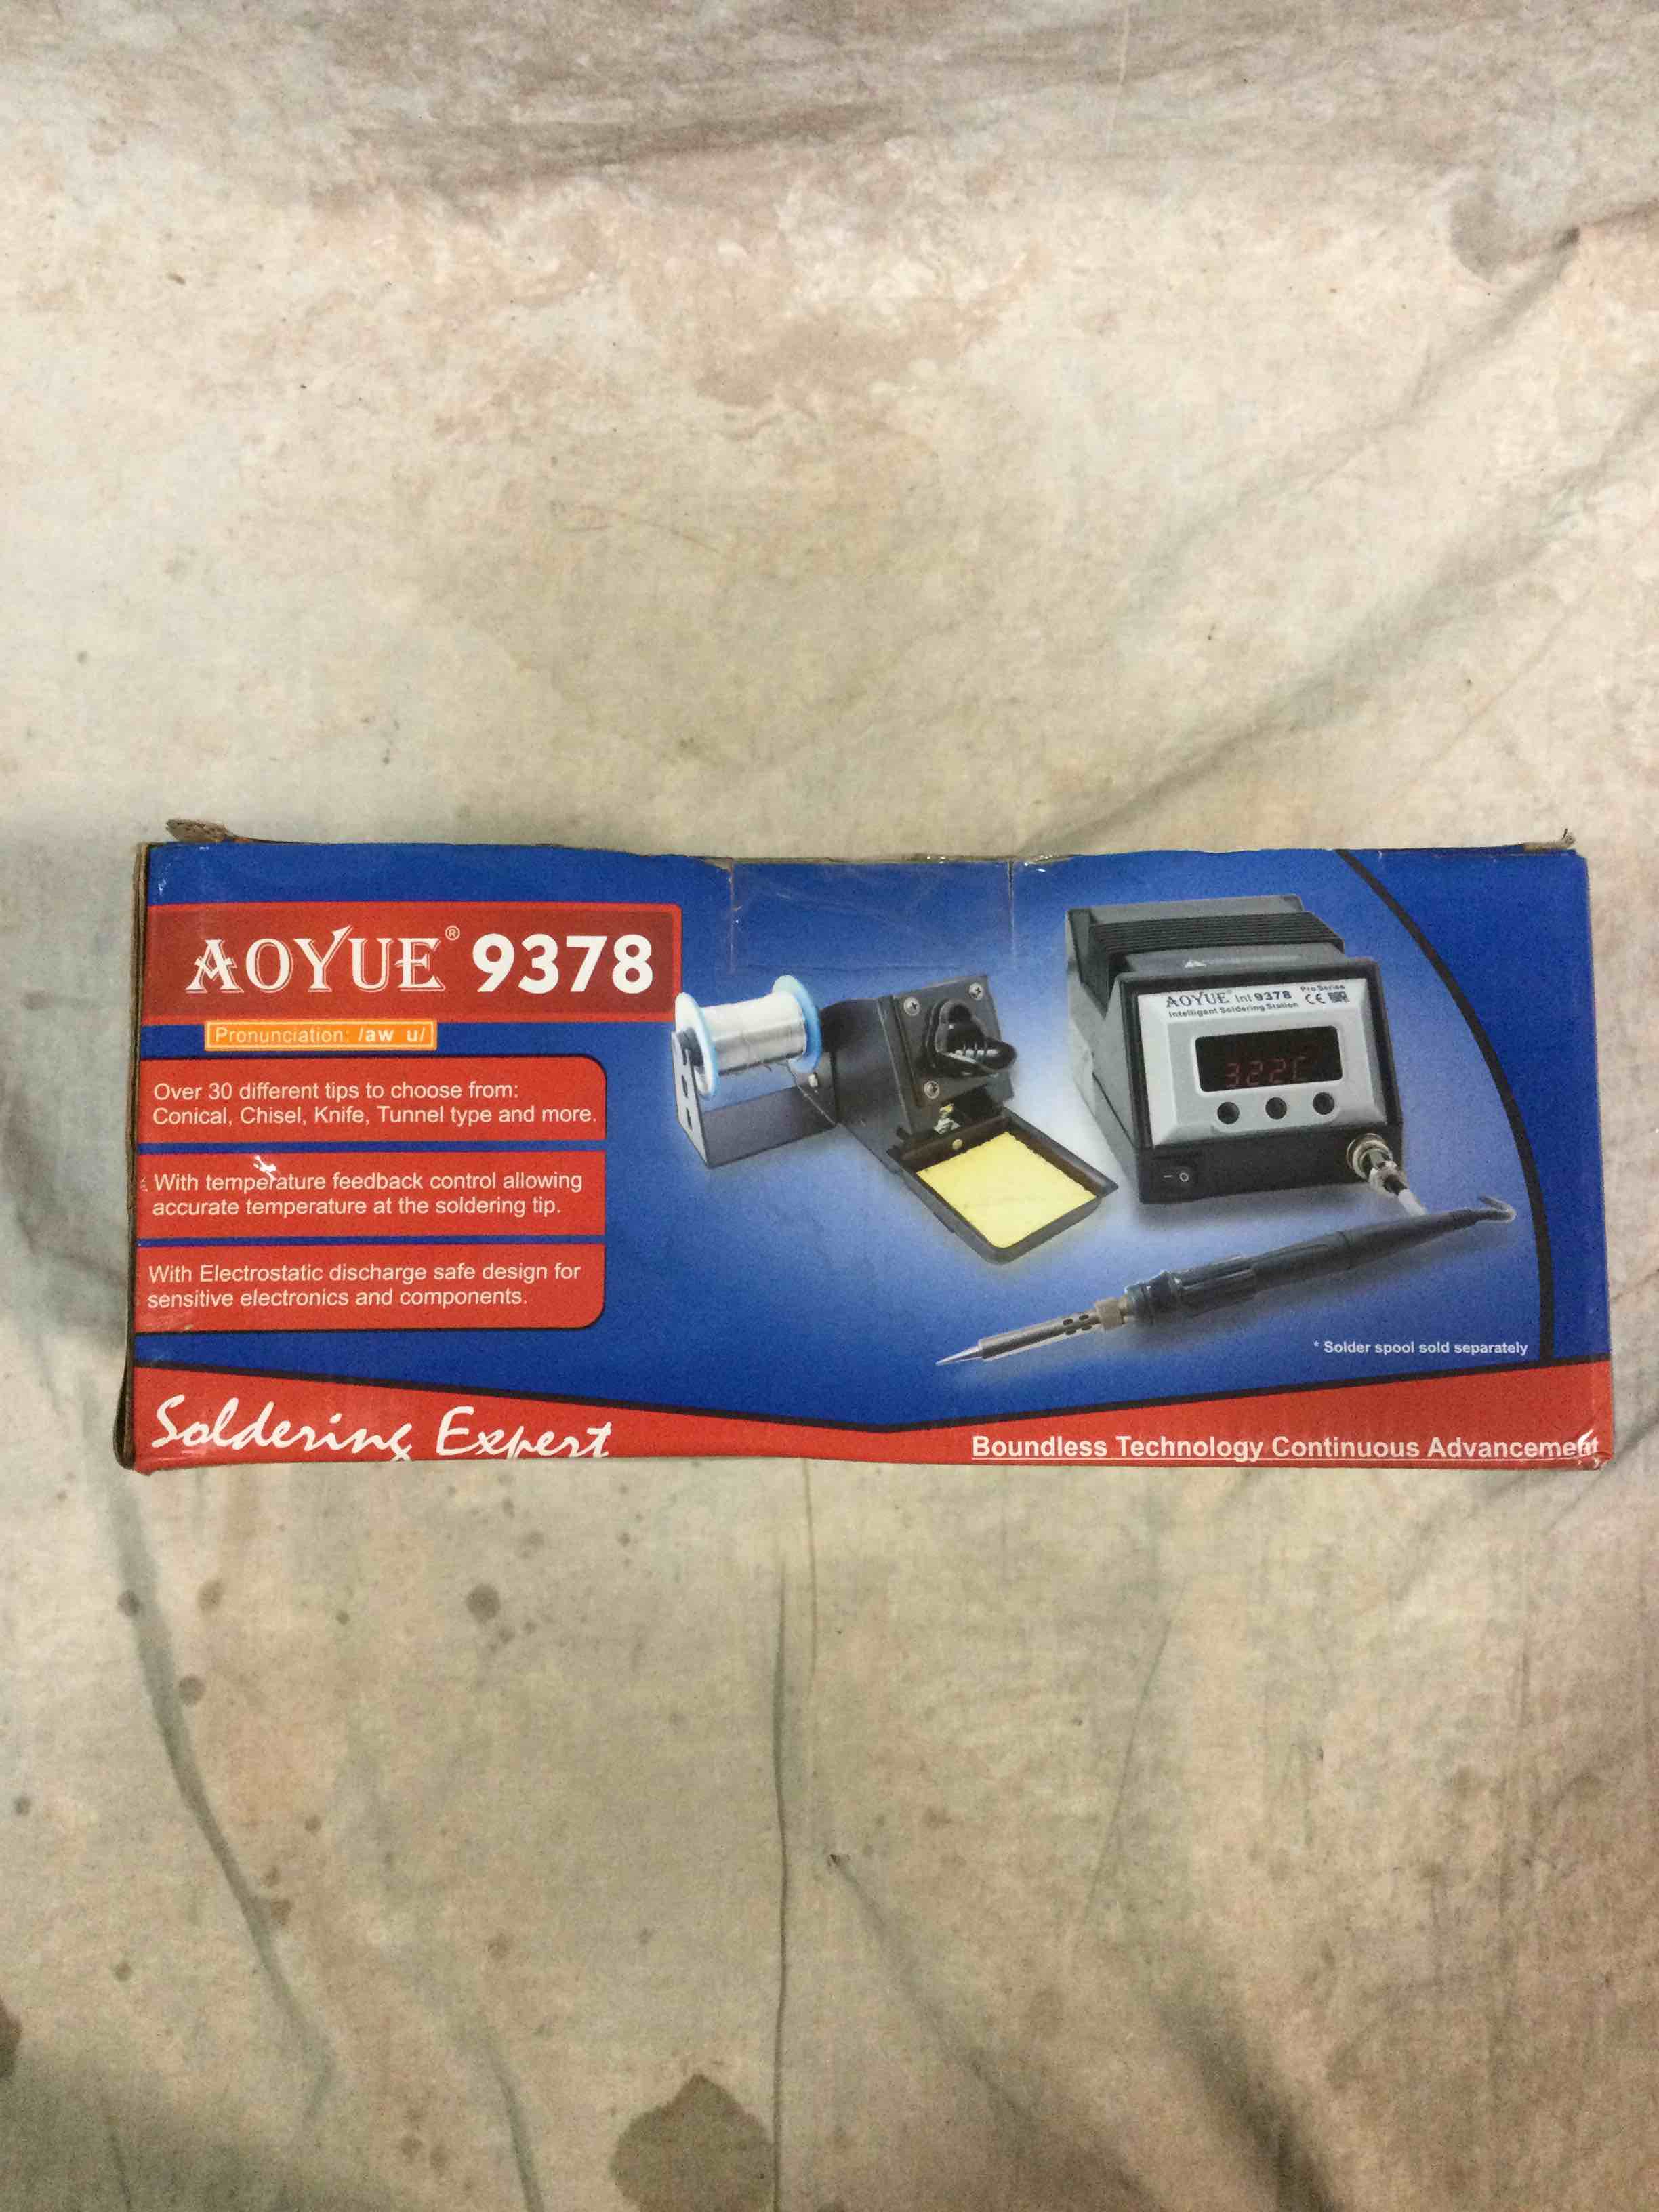 AOYUE® 9378
Pronunciation: /aw u/
Over 30 different tips to choose from:
Conical, Chisel, Knife, Tunnel type and more.
With temperature feedback control allowing
accurate temperature at the soldering tip.
With Electrostatic discharge safe design for
sensitive electronics and components.
AOYUE® Int 9378 Pro Series
Intelligent Soldering Station
CE
322C
* Solder spool sold separately
Soldering Expert
Boundless Technology Continuous Advancement